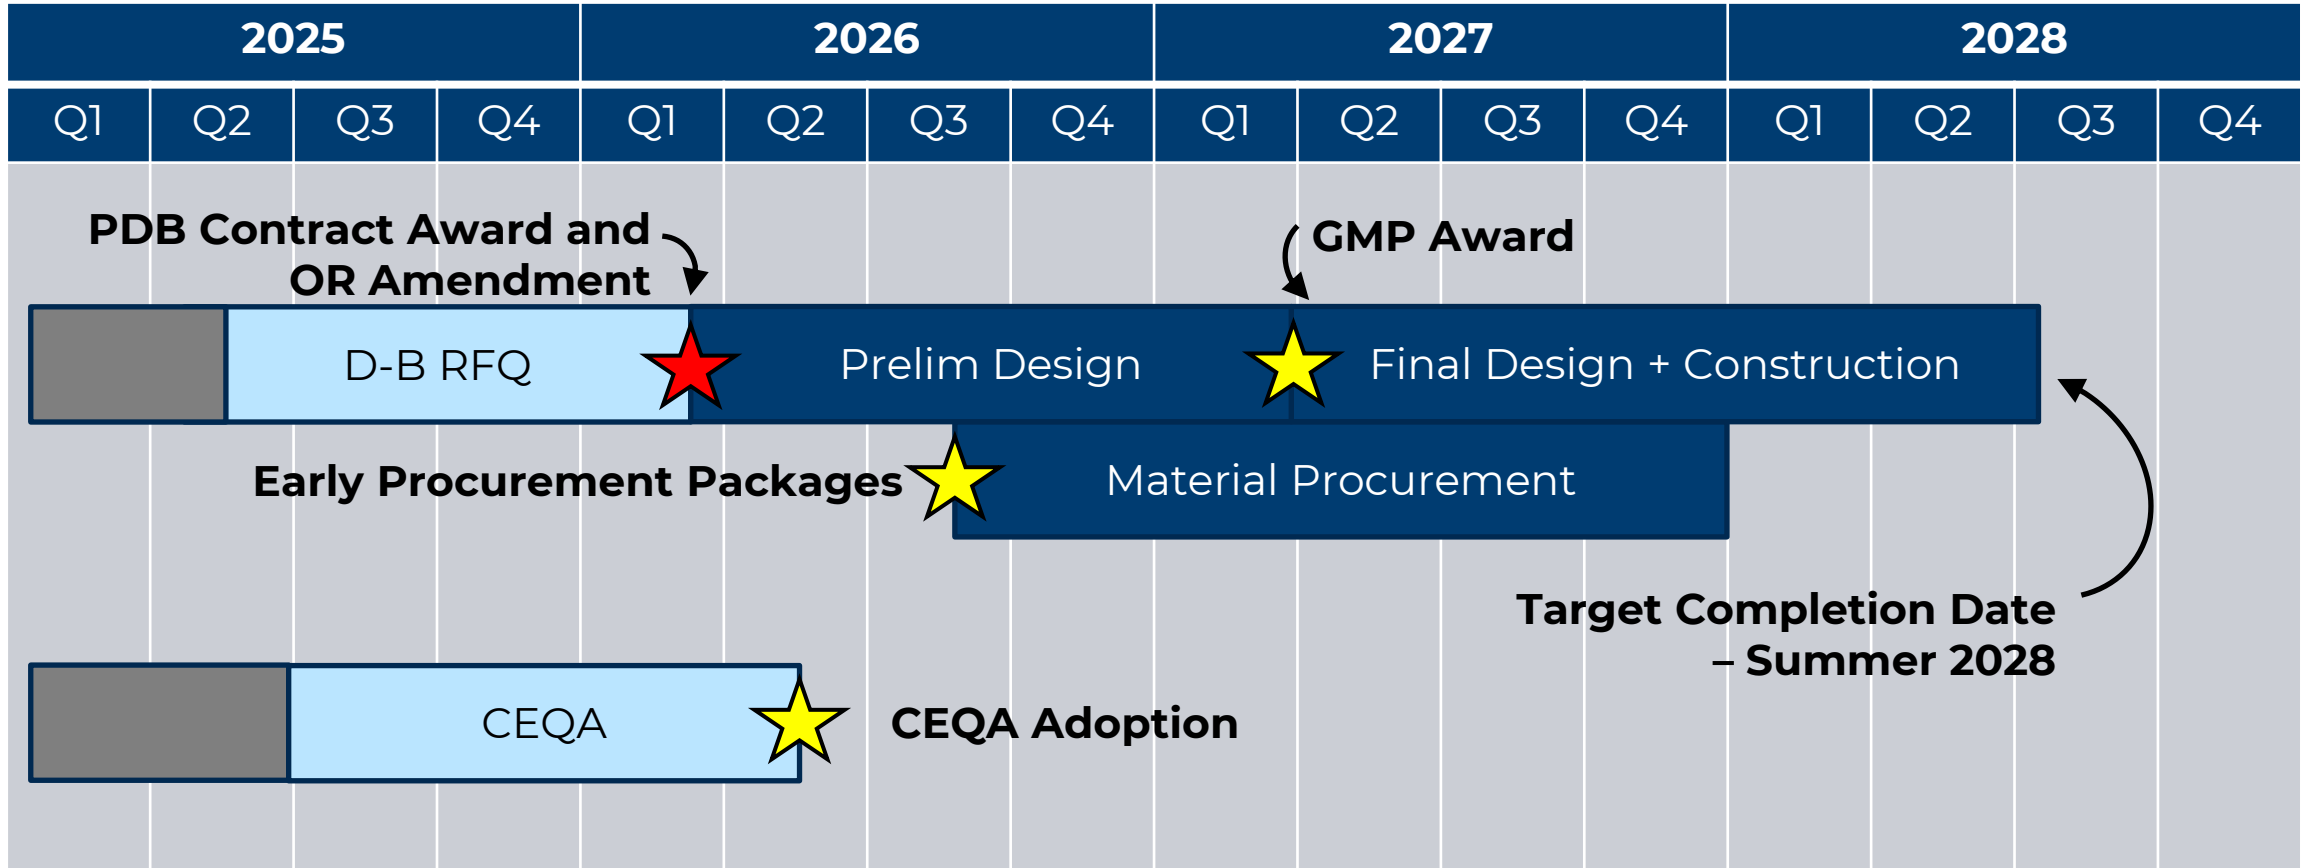 2025 2026 2027 2028
Q1 Q2 Q3 Q4 Q1 Q2 Q3 Q4 Q1 Q2 Q3 Q4 Q1 Q2 Q3 Q4
PDB Contract Award and
OR Amendment
GMP Award
D-B RFQ
Prelim Design
Final Design + Construction
Early Procurement Packages
Material Procurement
Target Completion Date
– Summer 2028
CEQA
CEQA Adoption